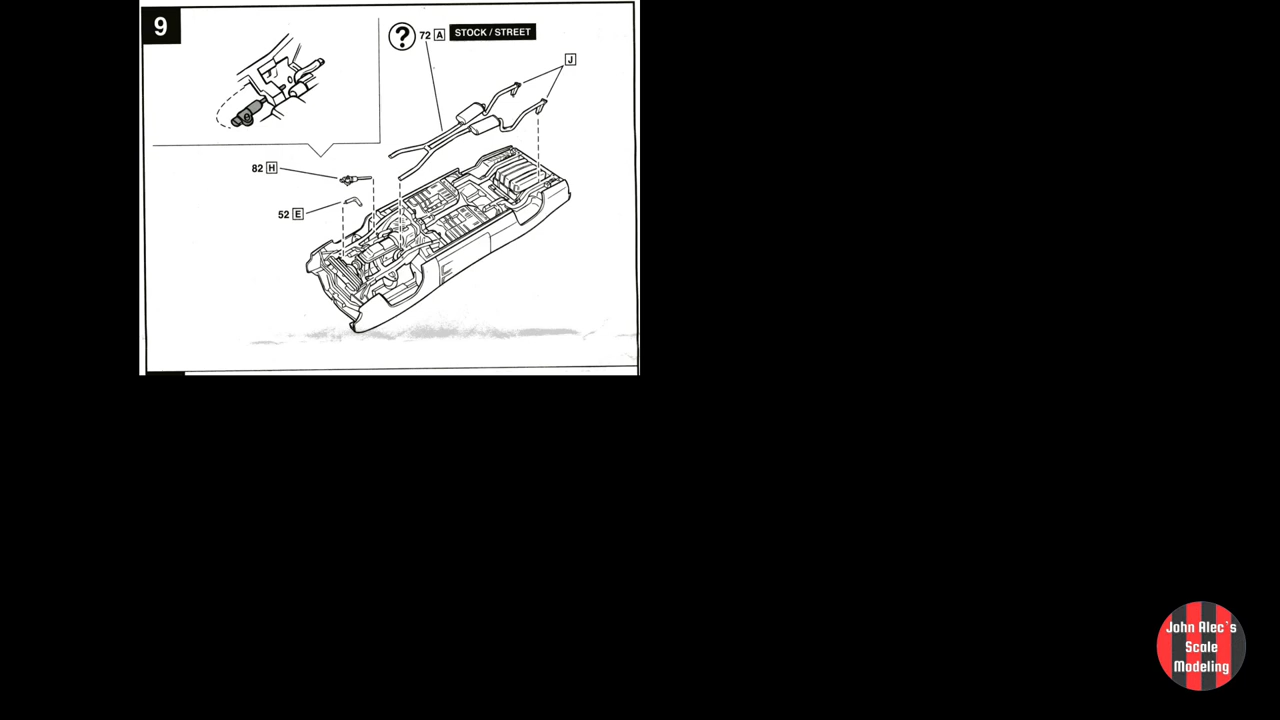 9
?
72 A STOCK / STREET
J
82 H
52 E
John Alec`s
Scale
Modeling